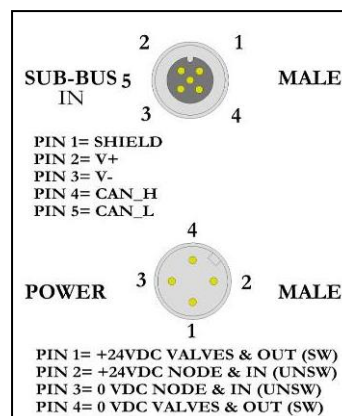 2 1
SUB-BUS 5 MALE
IN
3 4
PIN 1= SHIELD
PIN 2= V+
PIN 3= V-
PIN 4= CAN_H
PIN 5= CAN_L
4
POWER 3 2 MALE
1
PIN 1= +24VDC VALVES & OUT (SW)
PIN 2= +24VDC NODE & IN (UNSW)
PIN 3= 0 VDC NODE & IN (UNSW)
PIN 4= 0 VDC VALVES & OUT (SW)